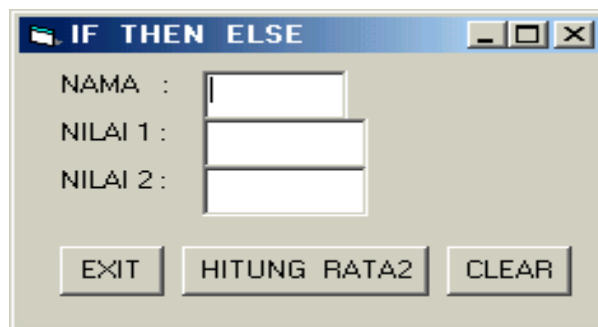 IF THEN ELSE
NAMA :
NILAI 1 :
NILAI 2 :
EXIT HITUNG RATA2 CLEAR